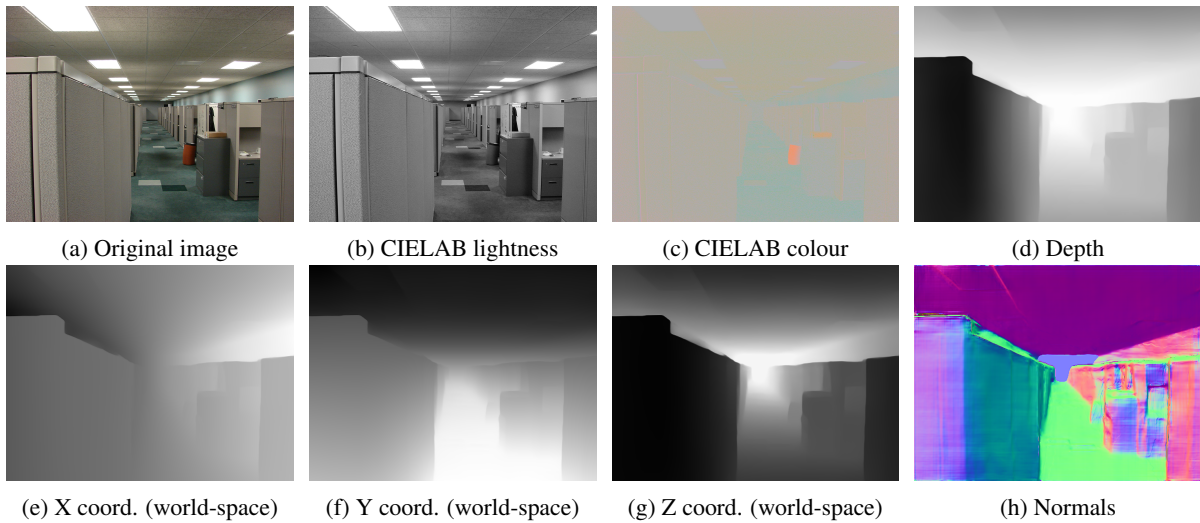 (a) Original image
(b) CIELAB lightness
(c) CIELAB colour
(d) Depth
(e) X coord. (world-space)
(f) Y coord. (world-space)
(g) Z coord. (world-space)
(h) Normals